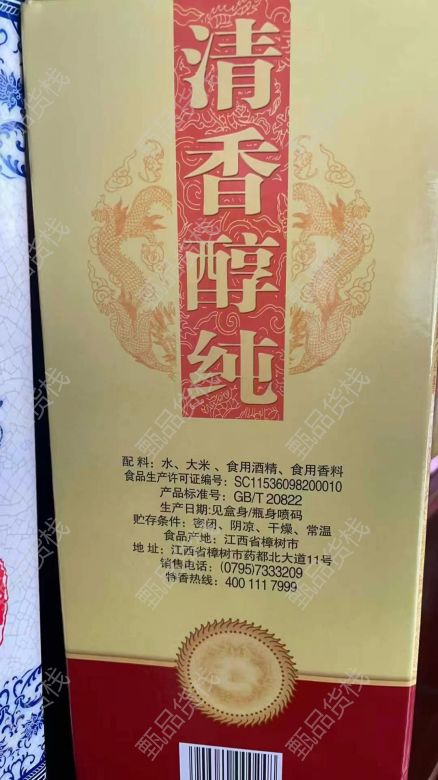 清香醇纯
配料：水、大米、食用酒精、食用香料
食品生产许可证编号：SC11536098200010
产品标准号：GB/T 20822
生产日期:见盒身/瓶身喷码
贮存条件：密闭、阴凉、干燥、常温
食品产地：江西省樟树市
地 址：江西省樟树市药都北大道11号
销售电话：(0795)7333209
特香热线：400 111 7999
甄品货栈